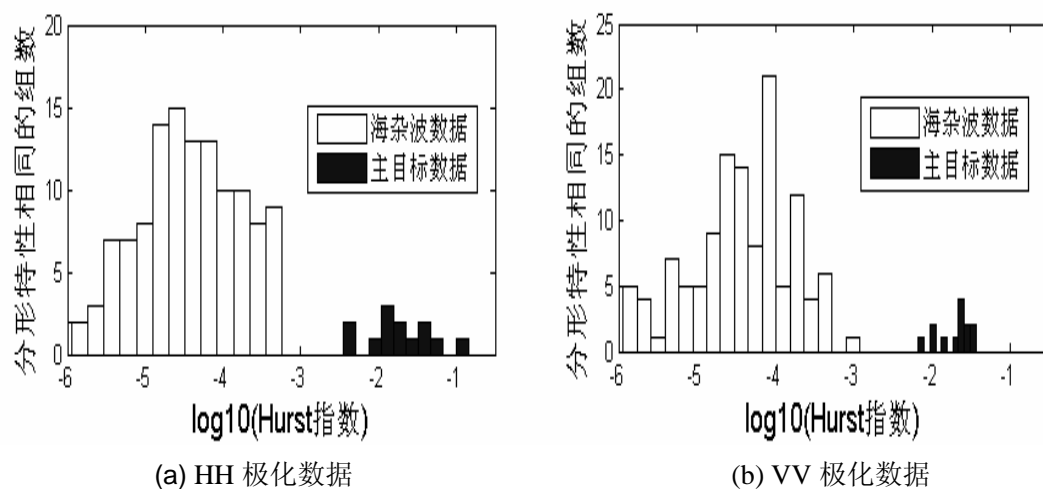 分形特性相同的组数
20
15
10
5
0
海杂波数据
主目标数据
-6 -5 -4 -3 -2 -1
log10(Hurst指数)
(a) HH 极化数据
分形特性相同的组数
25
20
15
10
5
0
海杂波数据
主目标数据
-6 -5 -4 -3 -2 -1
log10(Hurst指数)
(b) VV 极化数据